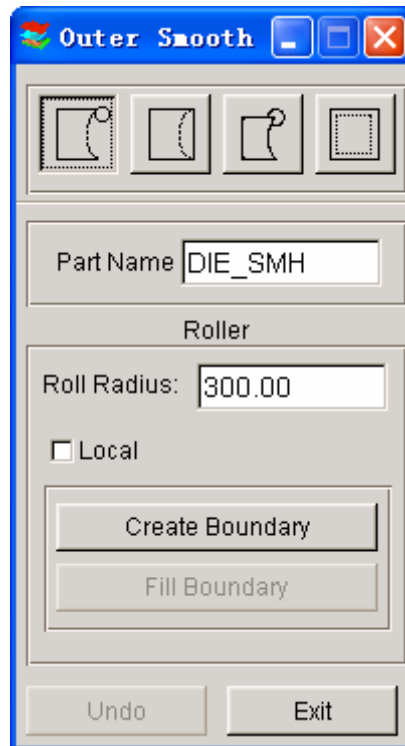 Outer Smooth
Part Name DIE_SMH
Roller
Roll Radius: 300.00
Local
Create Boundary
Fill Boundary
Undo Exit